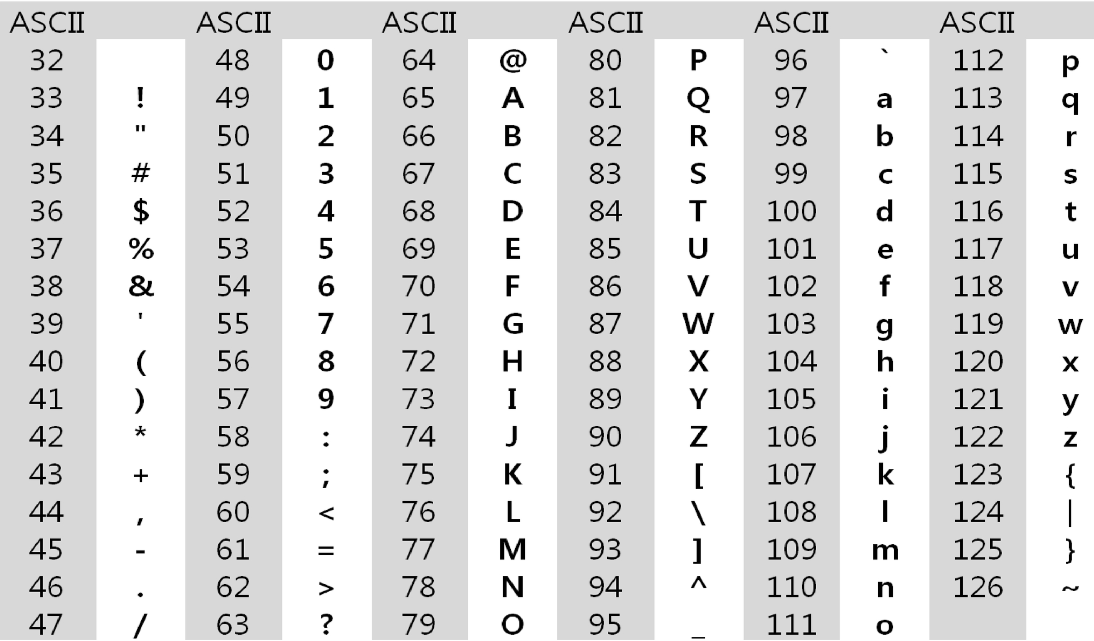 ASCII ASCII ASCII ASCII ASCII ASCII
32 48 0 64 @ 80 P 96 ` 112 p
33 ! 49 1 65 A 81 Q 97 a 113 q
34 " 50 2 66 B 82 R 98 b 114 r
35 # 51 3 67 C 83 S 99 c 115 s
36 $ 52 4 68 D 84 T 100 d 116 t
37 % 53 5 69 E 85 U 101 e 117 u
38 & 54 6 70 F 86 V 102 f 118 v
39 ' 55 7 71 G 87 W 103 g 119 w
40 ( 56 8 72 H 88 X 104 h 120 x
41 ) 57 9 73 I 89 Y 105 i 121 y
42 * 58 : 74 J 90 Z 106 j 122 z
43 + 59 ; 75 K 91 [ 107 k 123 {
44 , 60 < 76 L 92 \ 108 l 124 |
45 - 61 = 77 M 93 ] 109 m 125 }
46 . 62 > 78 N 94 ^ 110 n 126 ~
47 / 63 ? 79 O 95 _ 111 o